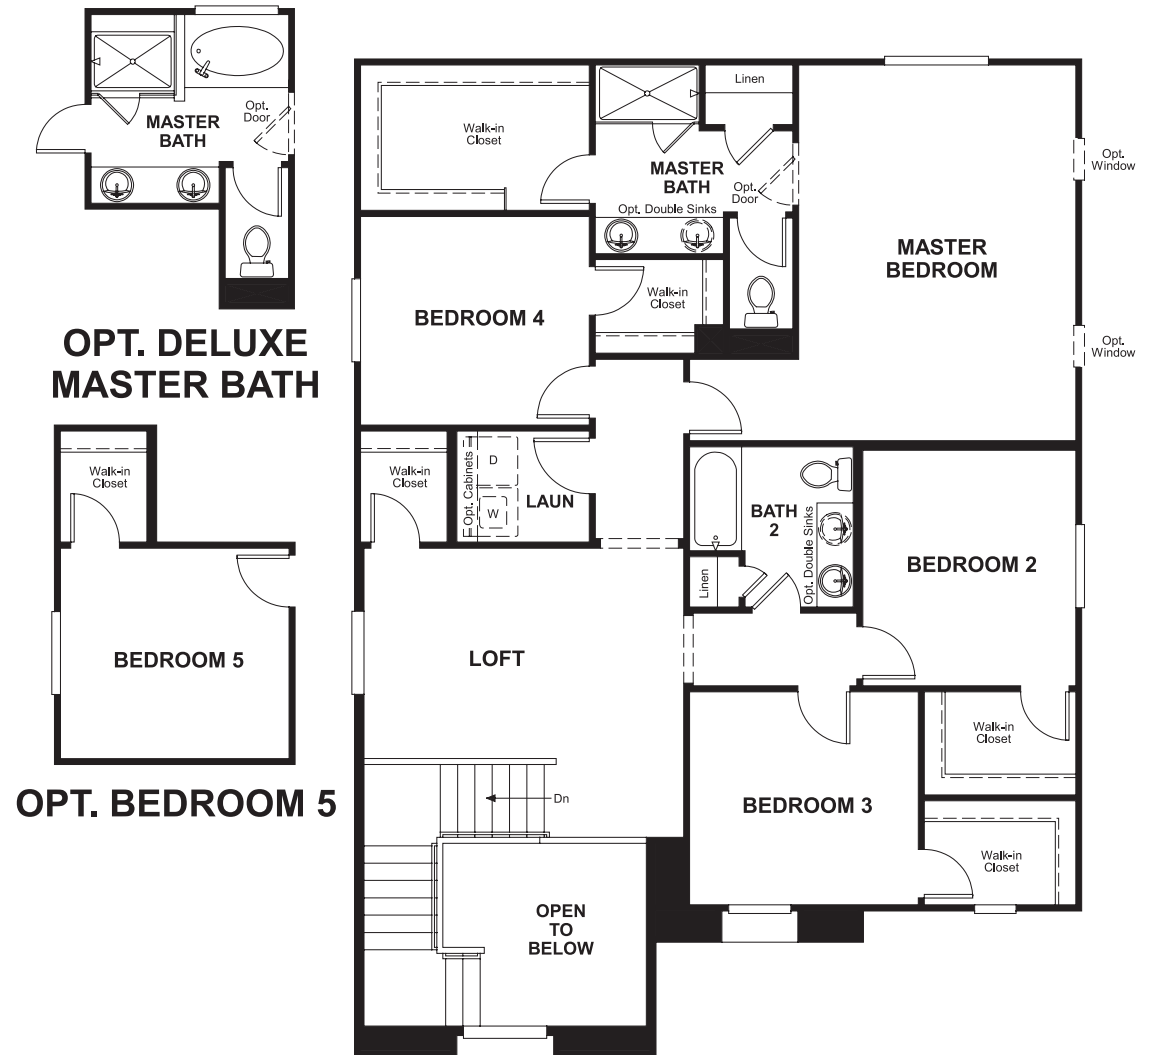 MASTER
BATH
Opt.
Door
OPT. DELUXE
MASTER BATH
Walk-in
Closet
BEDROOM 5
OPT. BEDROOM 5
Walk-in
Closet
Linen
MASTER
BATH
Opt.
Door
Opt. Double Sinks
MASTER
BEDROOM
Opt.
Window
Opt.
Window
BEDROOM 4
Walk-in
Closet
Walk-in
Closet
Opt. Cabinets
D
W
LAUN
BATH
2
Opt. Double Sinks
Linen
BEDROOM 2
LOFT
Walk-in
Closet
BEDROOM 3
Dn
Walk-in
Closet
OPEN
TO
BELOW